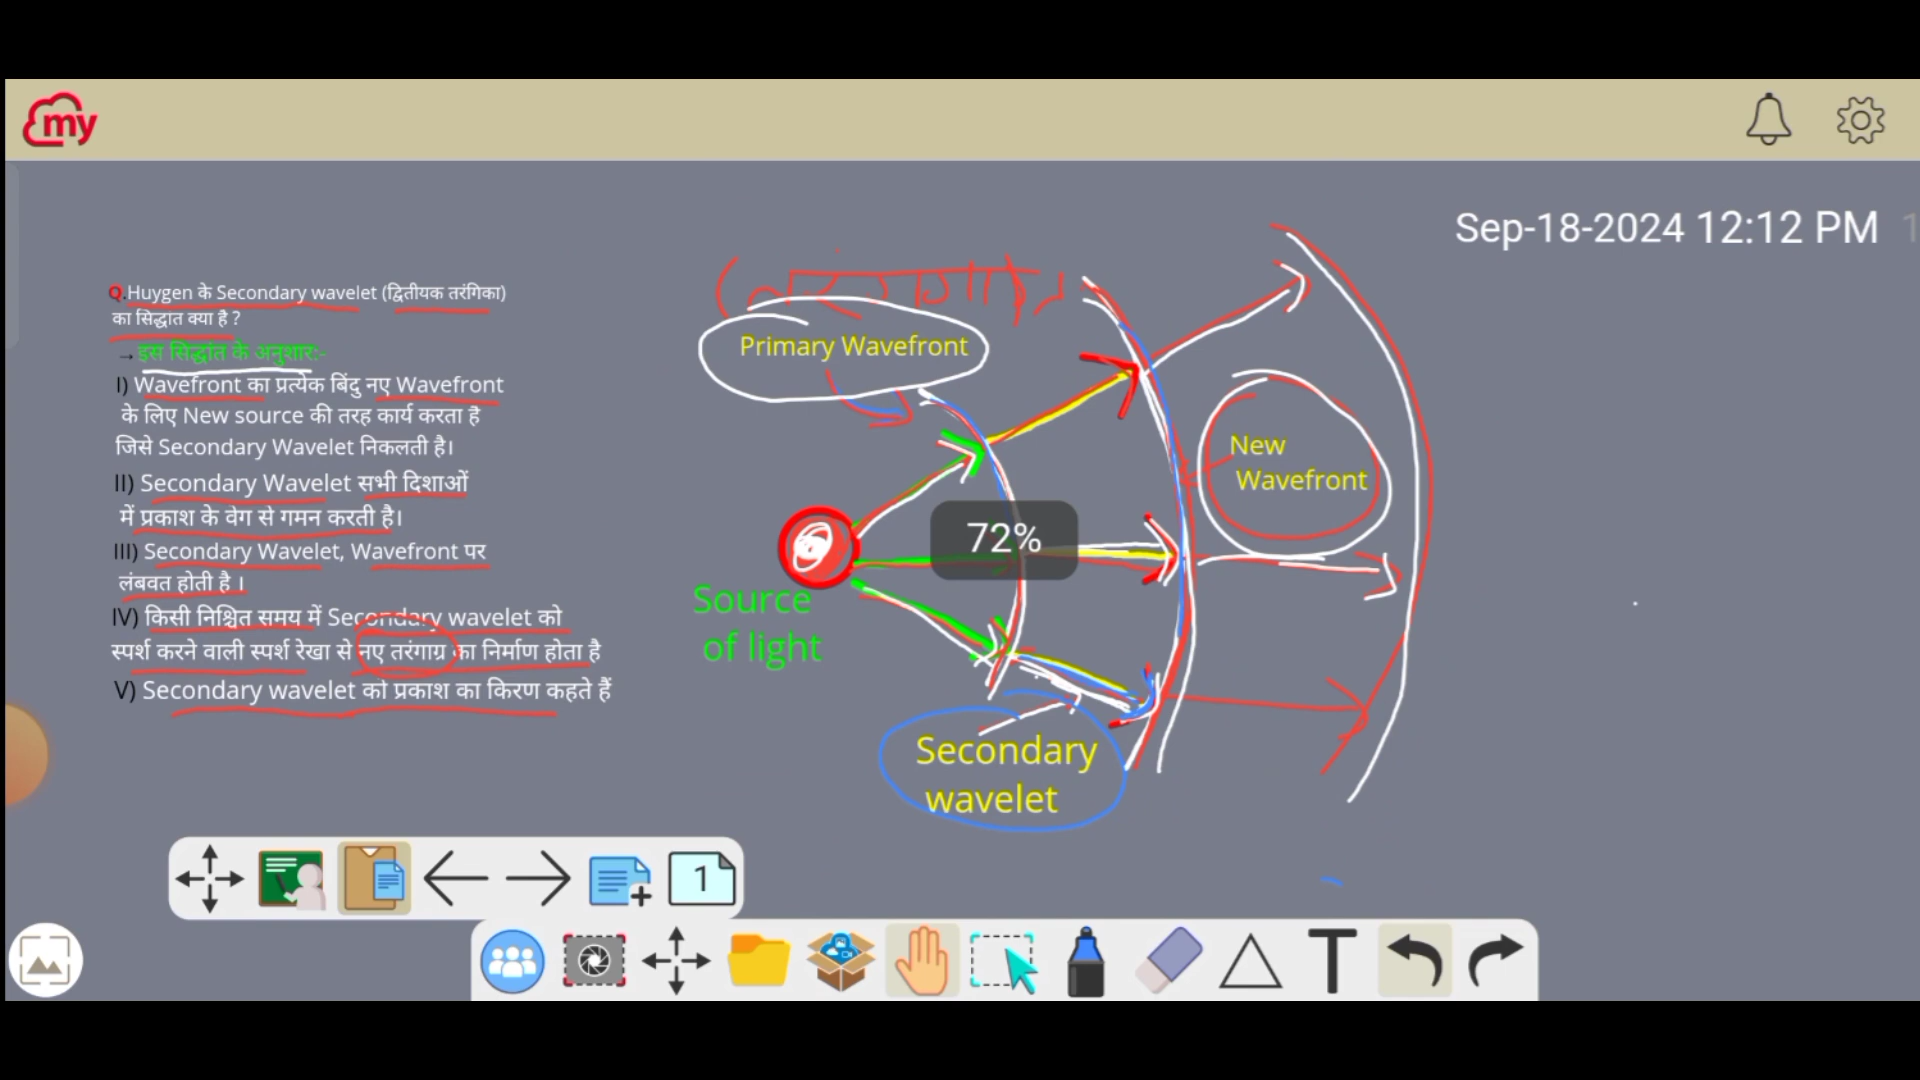 my
Sep-18-2024 12:12 PM
Q.Huygen के Secondary wavelet (द्वितीयक तरंगिका)
का सिद्धांत क्या है ?
→इस सिद्धांत के अनुशार:-
I) Wavefront का प्रत्येक बिंदु नए Wavefront
के लिए New source की तरह कार्य करता है
जिसे Secondary Wavelet निकलती है।
II) Secondary Wavelet सभी दिशाओं
में प्रकाश के वेग से गमन करती है।
III) Secondary Wavelet, Wavefront पर
लंबवत होती है ।
IV) किसी निश्चित समय में Secondary wavelet को
स्पर्श करने वाली स्पर्श रेखा से नए तरंगाग्र का निर्माण होता है
V) Secondary wavelet को प्रकाश का किरण कहते हैं
Primary Wavefront
New
Wavefront
72%
Source
of light
Secondary
wavelet
1
T